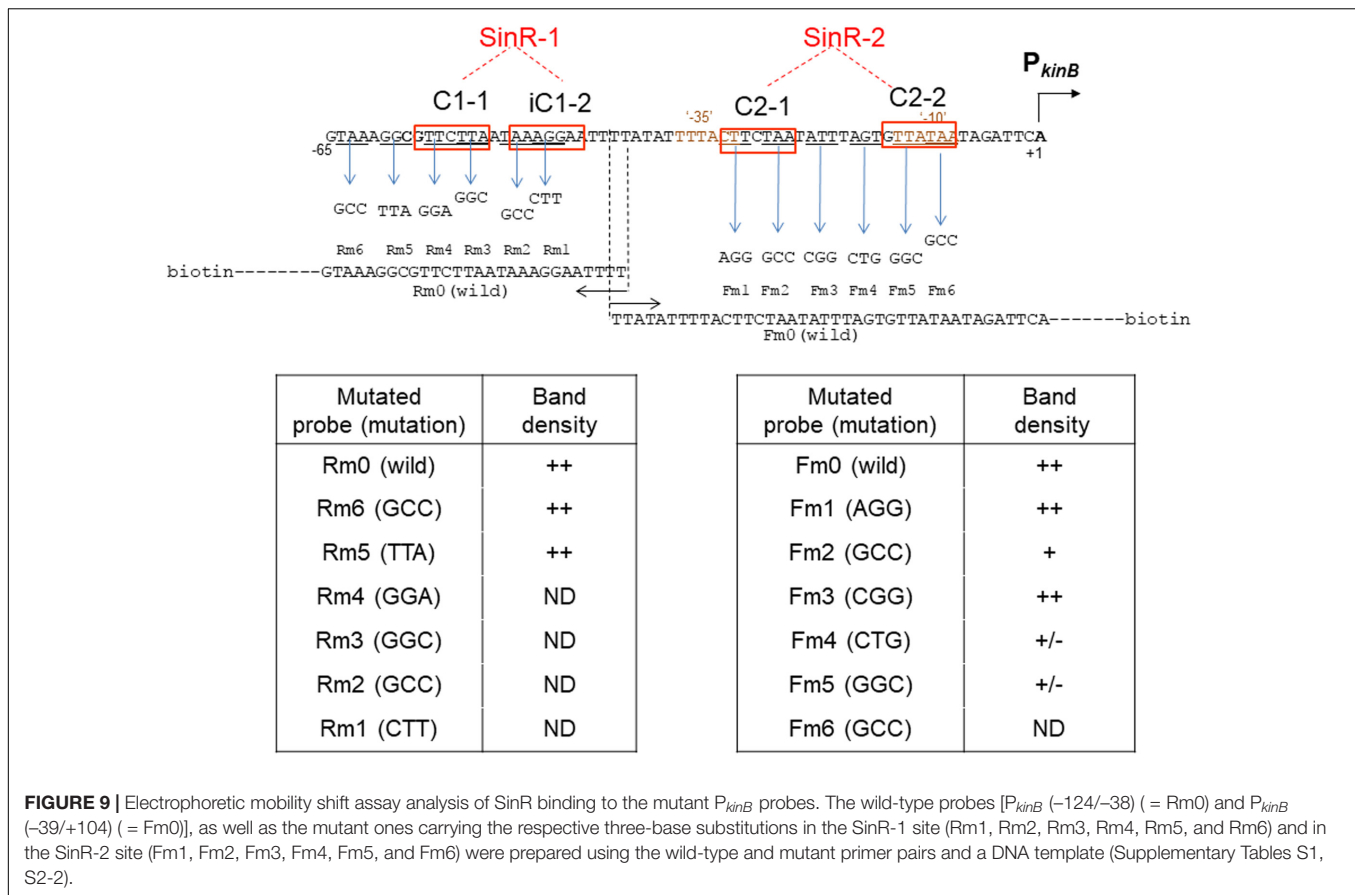 SinR-1 SinR-2
P_kinB
C1-1 iC1-2 C2-1 C2-2
'-35' '-10'
GTAAAGGCGTTCTTAATAAAGGAATTTTTATATTTTACTTCTAATATTTAGTGTTATAATAGATTCA
-65 +1
GCC TTA GGA GGC GCC CTT AGG GCC CGG CTG GGC GCC
Rm6 Rm5 Rm4 Rm3 Rm2 Rm1 Fm1 Fm2 Fm3 Fm4 Fm5 Fm6
biotin--------GTAAAGGCGTTCTTAATAAAGGAATTTT
Rm0(wild)
TTATATTTTACTTCTAATATTTAGTGTTATAATAGATTCA-------biotin
Fm0(wild)
Mutated probe (mutation) Band density
Rm0 (wild) ++
Rm6 (GCC) ++
Rm5 (TTA) ++
Rm4 (GGA) ND
Rm3 (GGC) ND
Rm2 (GCC) ND
Rm1 (CTT) ND
Mutated probe (mutation) Band density
Fm0 (wild) ++
Fm1 (AGG) ++
Fm2 (GCC) +
Fm3 (CGG) ++
Fm4 (CTG) +/-
Fm5 (GGC) +/-
Fm6 (GCC) ND
FIGURE 9 | Electrophoretic mobility shift assay analysis of SinR binding to the mutant P_kinB probes. The wild-type probes [P_kinB (–124/–38) ( = Rm0) and P_kinB
(–39/+104) ( = Fm0)], as well as the mutant ones carrying the respective three-base substitutions in the SinR-1 site (Rm1, Rm2, Rm3, Rm4, Rm5, and Rm6) and in
the SinR-2 site (Fm1, Fm2, Fm3, Fm4, Fm5, and Fm6) were prepared using the wild-type and mutant primer pairs and a DNA template (Supplementary Tables S1,
S2-2).